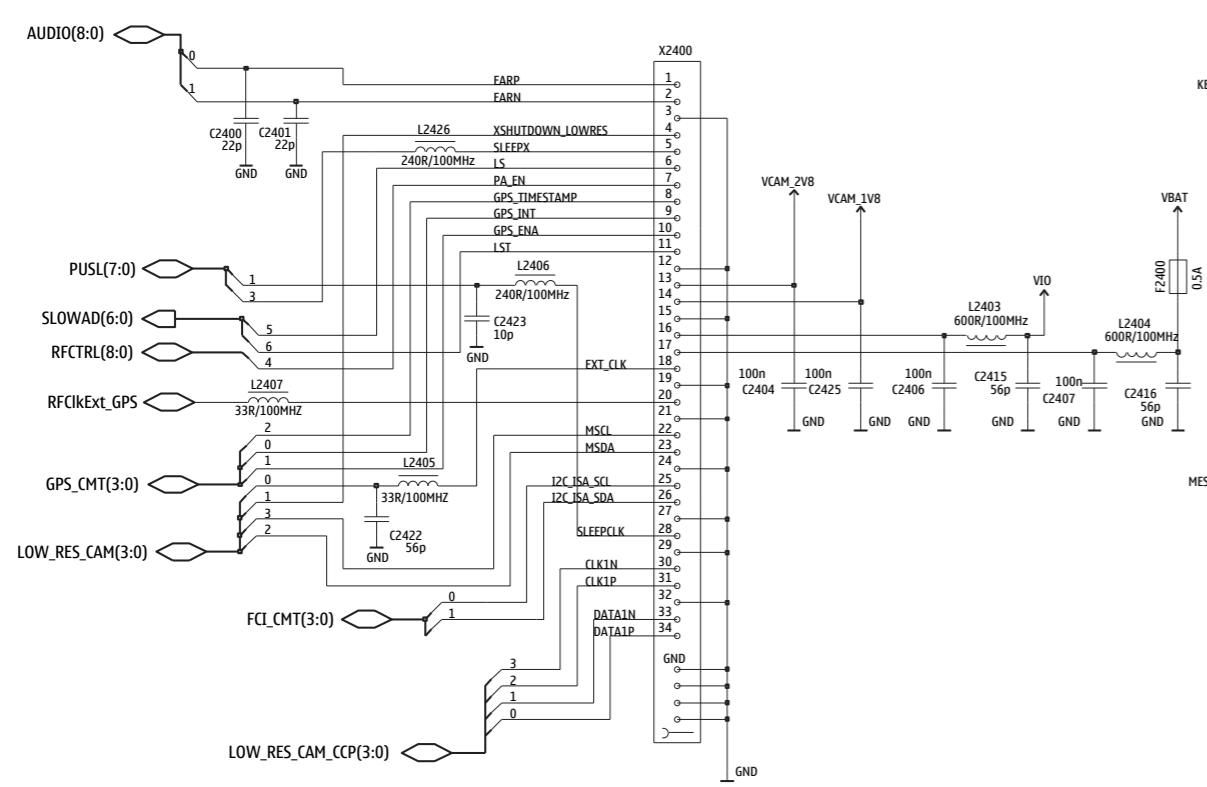 AUDIO(8:0)
0
1
X2400
KE
EARP
EARN
C2400
22p
C2401
22p
GND
GND
L2426
240R/100MHz
XSHUTDOWN_LOWRES
SLEEPX
LS
PA_EN
GPS_TIMESTAMP
GPS_INT
GPS_ENA
LST
1
2
3
4
5
6
7
8
9
10
11
12
13
14
15
16
17
18
19
20
21
22
23
24
25
26
27
28
29
30
31
32
33
34
GND
GND
VCAM_2V8
VCAM_1V8
VBAT
F2400
0.5A
VIO
L2403
600R/100MHz
L2404
600R/100MHz
100n
C2404
GND
100n
C2425
GND
100n
C2406
GND
C2415
56p
GND
100n
C2407
GND
C2416
56p
GND
MES
PUSL(7:0)
1
3
L2406
240R/100MHz
C2423
10p
GND
SLOWAD(6:0)
5
6
RFCTRL(8:0)
4
EXT_CLK
L2407
33R/100MHZ
RFClkExt_GPS
2
0
1
GPS_CMT(3:0)
MSCL
MSDA
L2405
33R/100MHZ
0
1
3
2
C2422
56p
GND
LOW_RES_CAM(3:0)
I2C_ISA_SCL
I2C_ISA_SDA
SLEEPCLK
CLK1N
CLK1P
FCI_CMT(3:0)
0
1
DATA1N
DATA1P
3
2
1
0
LOW_RES_CAM_CCP(3:0)